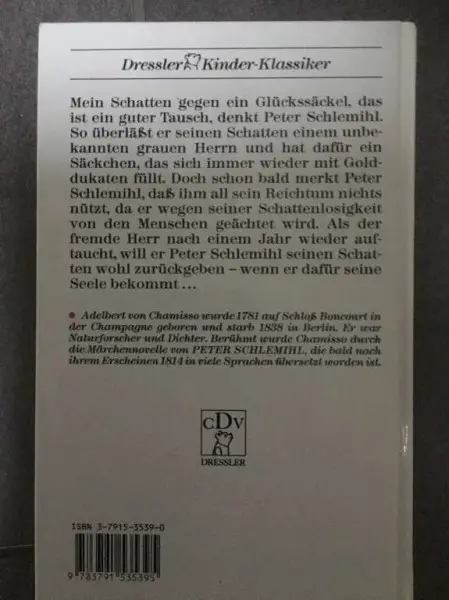 Dressler Kinder-Klassiker
Mein Schatten gegen ein Glückssäckel, das
ist ein guter Tausch, denkt Peter Schlemihl.
So überläßt er seinen Schatten einem unbe-
kannten grauen Herrn und hat dafür ein
Säckchen, das sich immer wieder mit Gold-
dukaten füllt. Doch schon bald merkt Peter
Schlemihl, daß ihm all sein Reichtum nichts
nützt, da er wegen seiner Schattenlosigkeit
von den Menschen geächtet wird. Als der
fremde Herr nach einem Jahr wieder auf-
taucht, will er Peter Schlemihl seinen Schat-
ten wohl zurückgeben – wenn er dafür seine
Seele bekommt ...
● Adelbert von Chamisso wurde 1781 auf Schloß Boncourt in
der Champagne geboren und starb 1838 in Berlin. Er war
Naturforscher und Dichter. Berühmt wurde Chamisso durch
die Märchennovelle von PETER SCHLEMIHL, die bald nach
ihrem Erscheinen 1814 in viele Sprachen übersetzt worden ist.
CDV
DRESSLER
ISBN 3-7915-3539-0
9 783791 535395